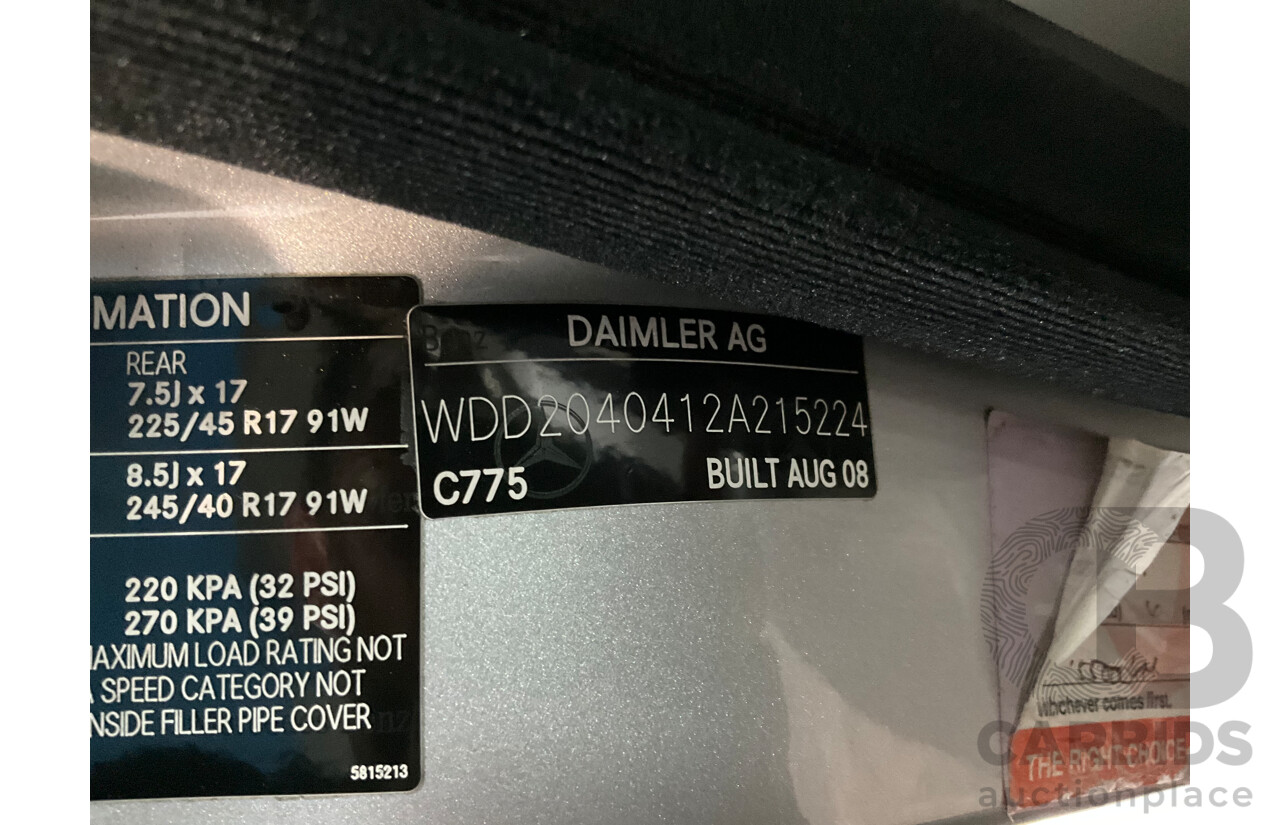 MATION
REAR
7.5J x 17
225/45 R17 91W
8.5J x 17
245/40 R17 91W
220 KPA (32 PSI)
270 KPA (39 PSI)
MAXIMUM LOAD RATING NOT
A SPEED CATEGORY NOT
INSIDE FILLER PIPE COVER
5815213
Benz
DAIMLER AG
WDD2040412A215224
C775
BUILT AUG 08
Whichever comes first.
THE RIGHT CHOICE
CARBIDS
auctionplace